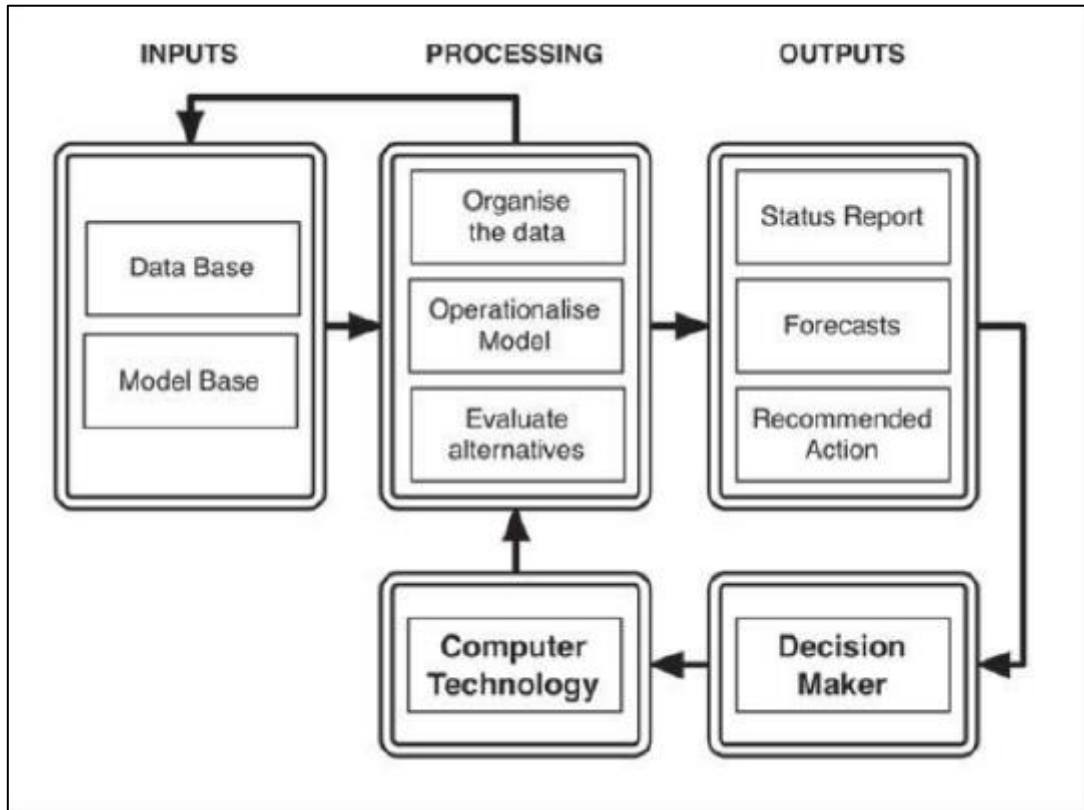 INPUTS
PROCESSING
OUTPUTS
Data Base
Model Base
Organise
the data
Operationalise
Model
Evaluate
alternatives
Status Report
Forecasts
Recommended
Action
Computer
Technology
Decision
Maker